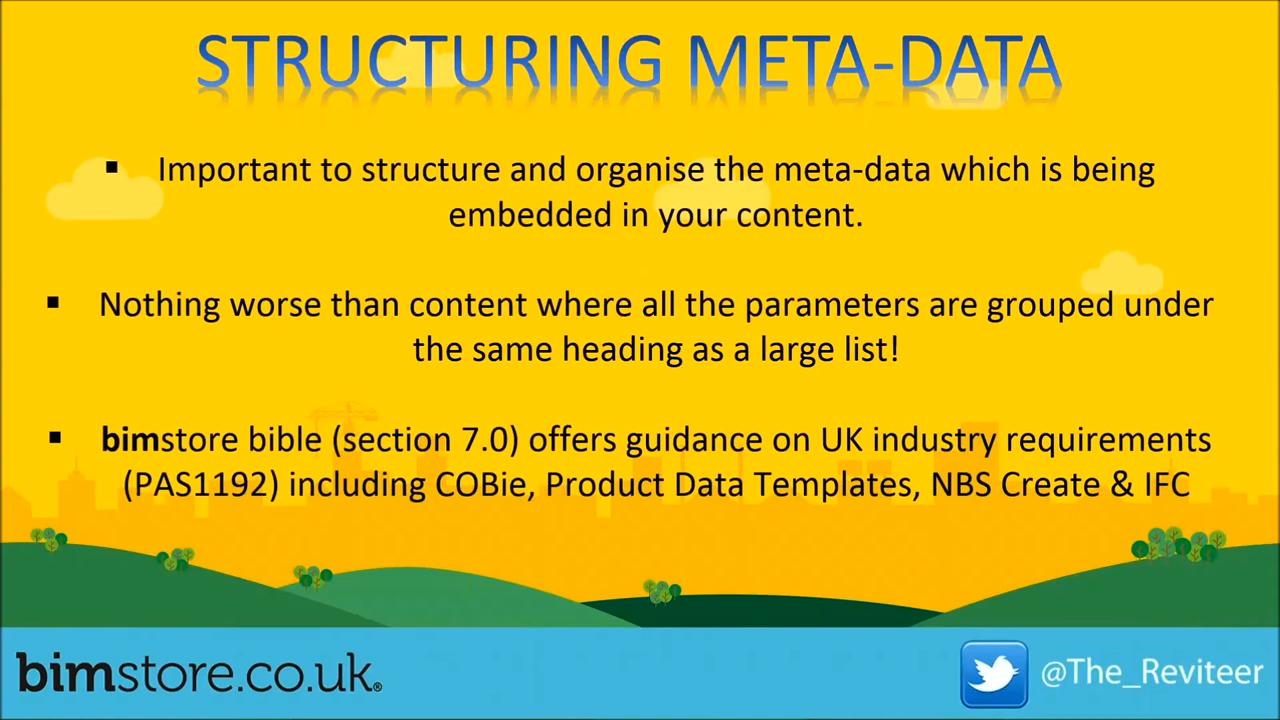 STRUCTURING META-DATA
▪ Important to structure and organise the meta-data which is being
embedded in your content.
▪ Nothing worse than content where all the parameters are grouped under
the same heading as a large list!
▪ bimstore bible (section 7.0) offers guidance on UK industry requirements
(PAS1192) including COBie, Product Data Templates, NBS Create & IFC
bimstore.co.uk®
@The_Reviteer